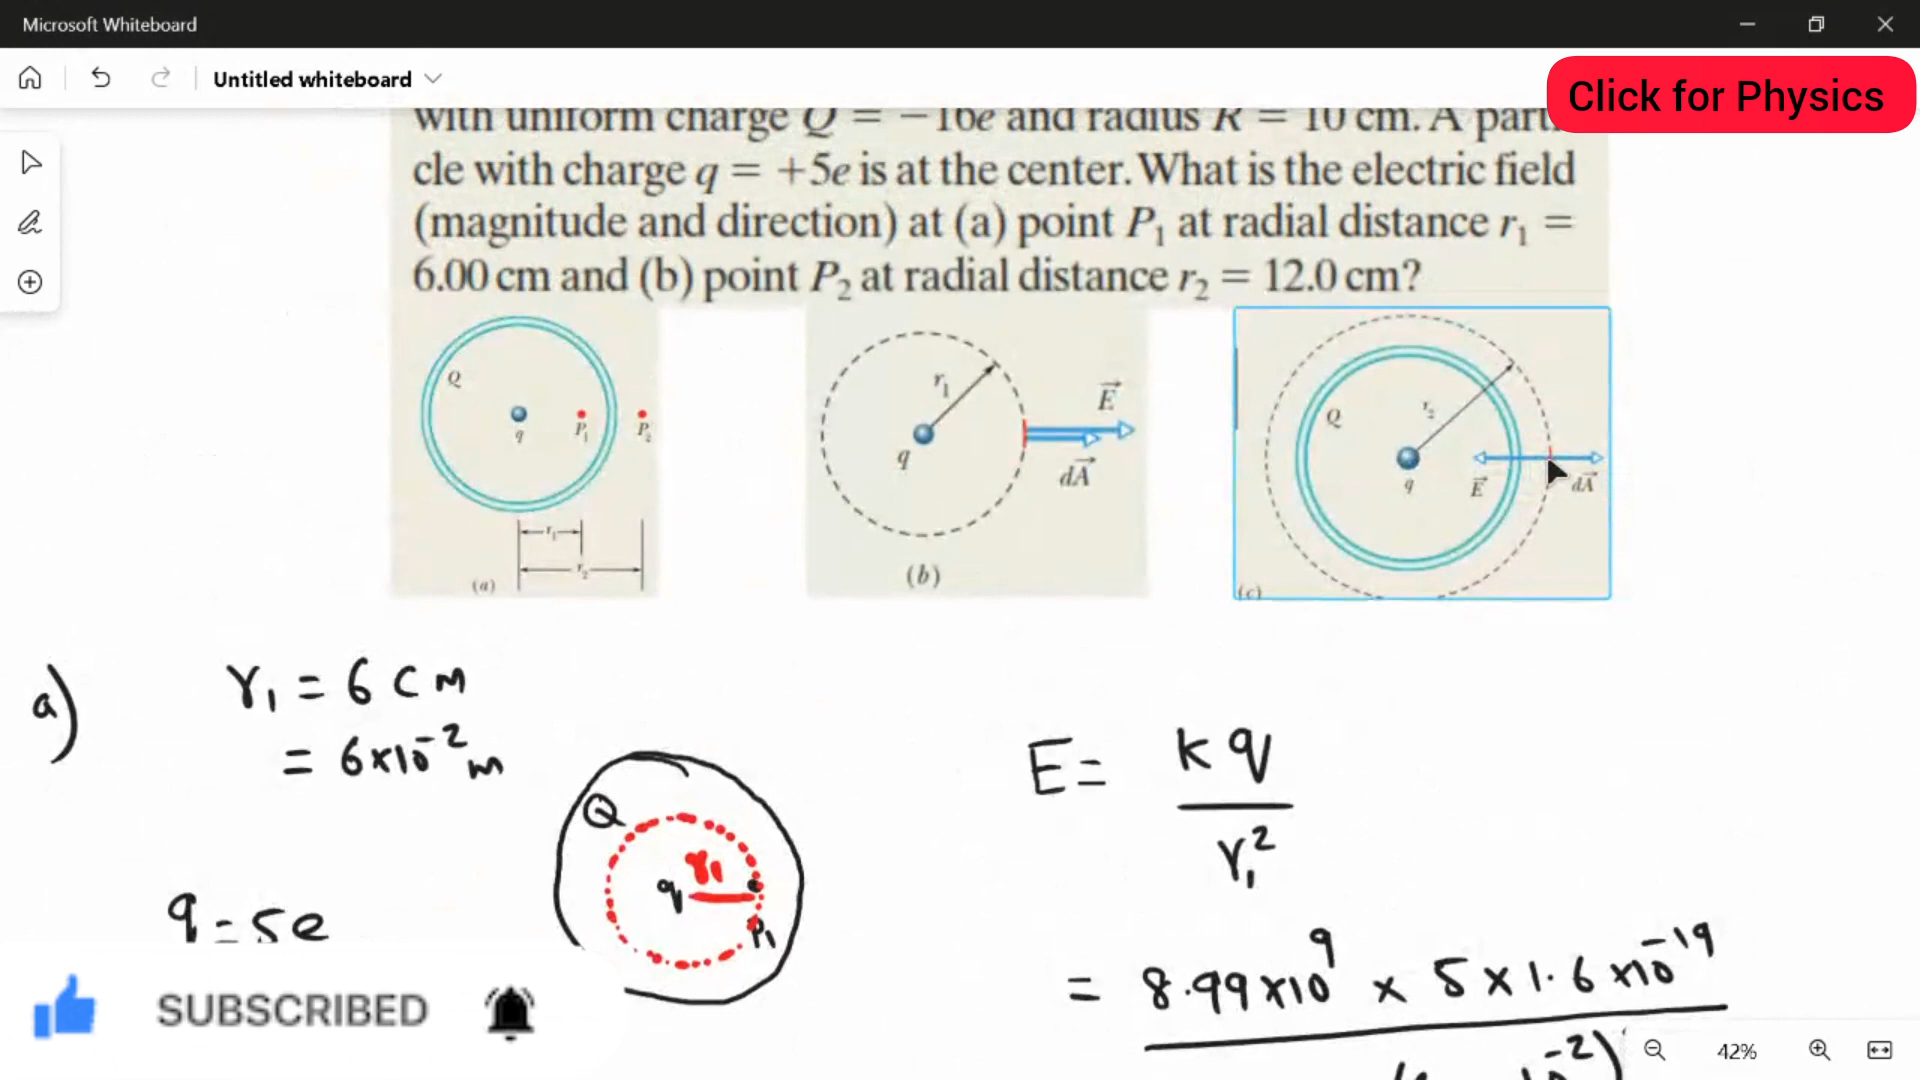 Microsoft Whiteboard
Untitled whiteboard
Click for Physics
with uniform charge Q = −16e and radius R = 10 cm. A parti-
cle with charge q = +5e is at the center. What is the electric field
(magnitude and direction) at (a) point P₁ at radial distance r₁ =
6.00 cm and (b) point P₂ at radial distance r₂ = 12.0 cm?
Q
q
P₁
P₂
r₁
r₂
(a)
r₁
E⃗
q
dA⃗
(b)
Q
r₂
q
E⃗
dA⃗
(c)
a)
r₁ = 6 cm
= 6×10⁻² m
q = 5e
Q
r₁
q
P₁
E = kq
r₁²
= 8.99×10⁹ × 5×1.6×10⁻¹⁹
SUBSCRIBED
42%